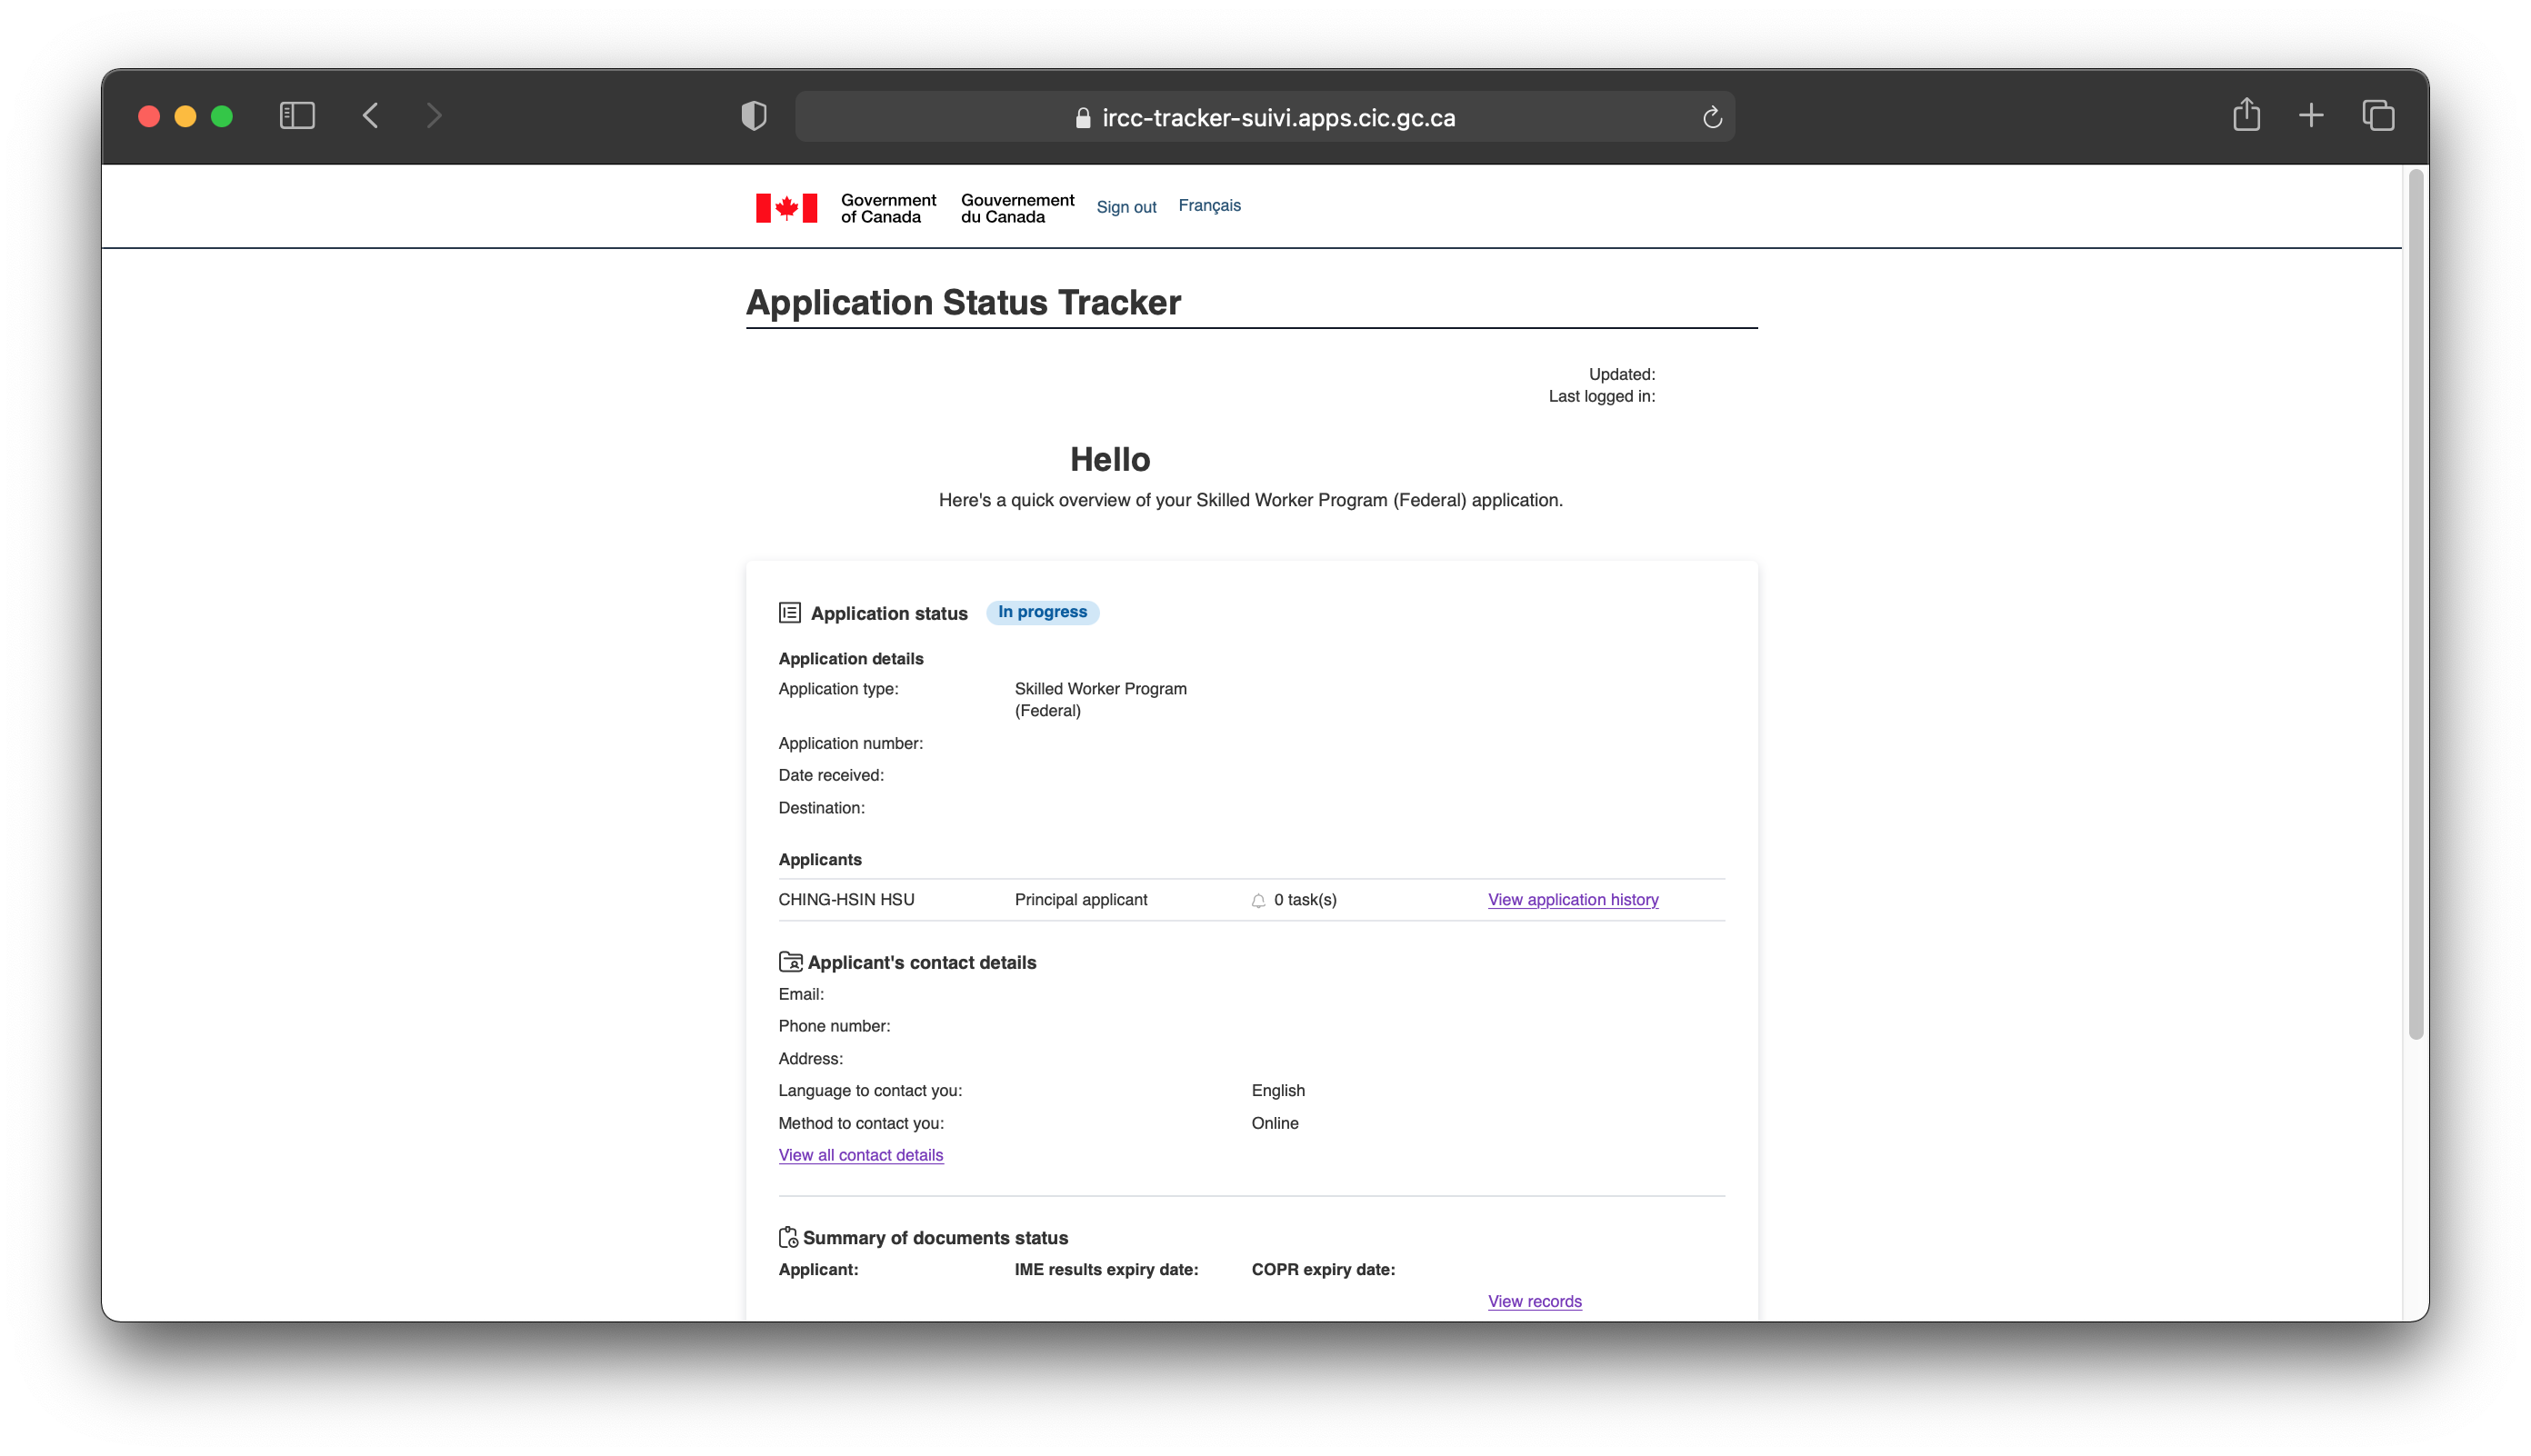 ircc-tracker-suivi.apps.cic.gc.ca
Government of Canada
Gouvernement du Canada
Sign out
Français
Application Status Tracker
Updated:
Last logged in:
Hello
Here's a quick overview of your Skilled Worker Program (Federal) application.
Application status In progress
Application details
Application type: Skilled Worker Program
(Federal)
Application number:
Date received:
Destination:
Applicants
CHING-HSIN HSU Principal applicant 0 task(s) View application history
Applicant's contact details
Email:
Phone number:
Address:
Language to contact you: English
Method to contact you: Online
View all contact details
Summary of documents status
Applicant: IME results expiry date: COPR expiry date:
View records